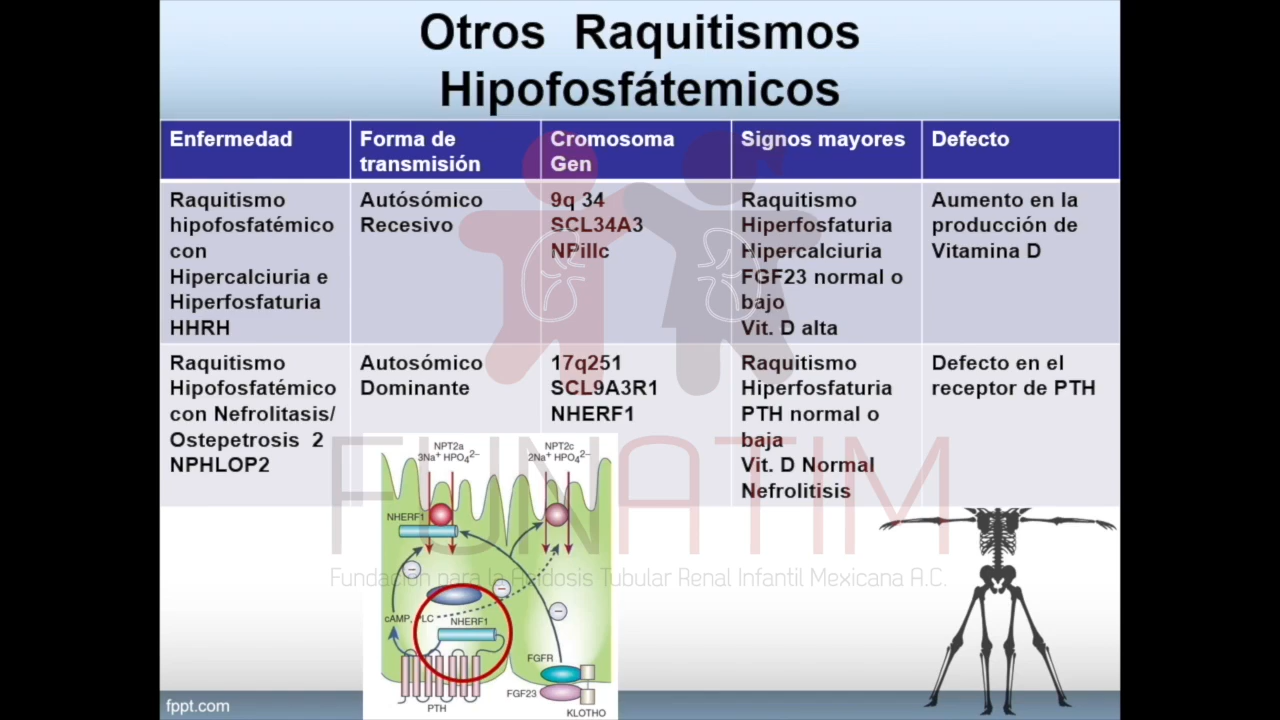 Otros Raquitismos
Hipofosfátemicos
Enfermedad
Forma de
transmisión
Cromosoma
Gen
Signos mayores
Defecto
Raquitismo
hipofosfatémico
con
Hipercalciuria e
Hiperfosfaturia
HHRH
Autósómico
Recesivo
9q 34
SCL34A3
NPiIIc
Raquitismo
Hiperfosfaturia
Hipercalciuria
FGF23 normal o
bajo
Vit. D alta
Aumento en la
producción de
Vitamina D
Raquitismo
Hipofosfatémico
con Nefrolitasis/
Ostepetrosis 2
NPHLOP2
Autosómico
Dominante
17q251
SCL9A3R1
NHERF1
Raquitismo
Hiperfosfaturia
PTH normal o
baja
Vit. D Normal
Nefrolitisis
Defecto en el
receptor de PTH
NPT2a
3Na⁺ HPO₄²⁻
NPT2c
2Na⁺ HPO₄²⁻
NHERF1
cAMP, PLC
NHERF1
FGFR
FGF23
KLOTHO
PTH
FUNATIM
Fundación para la Acidosis Tubular Renal Infantil Mexicana A.C.
fppt.com